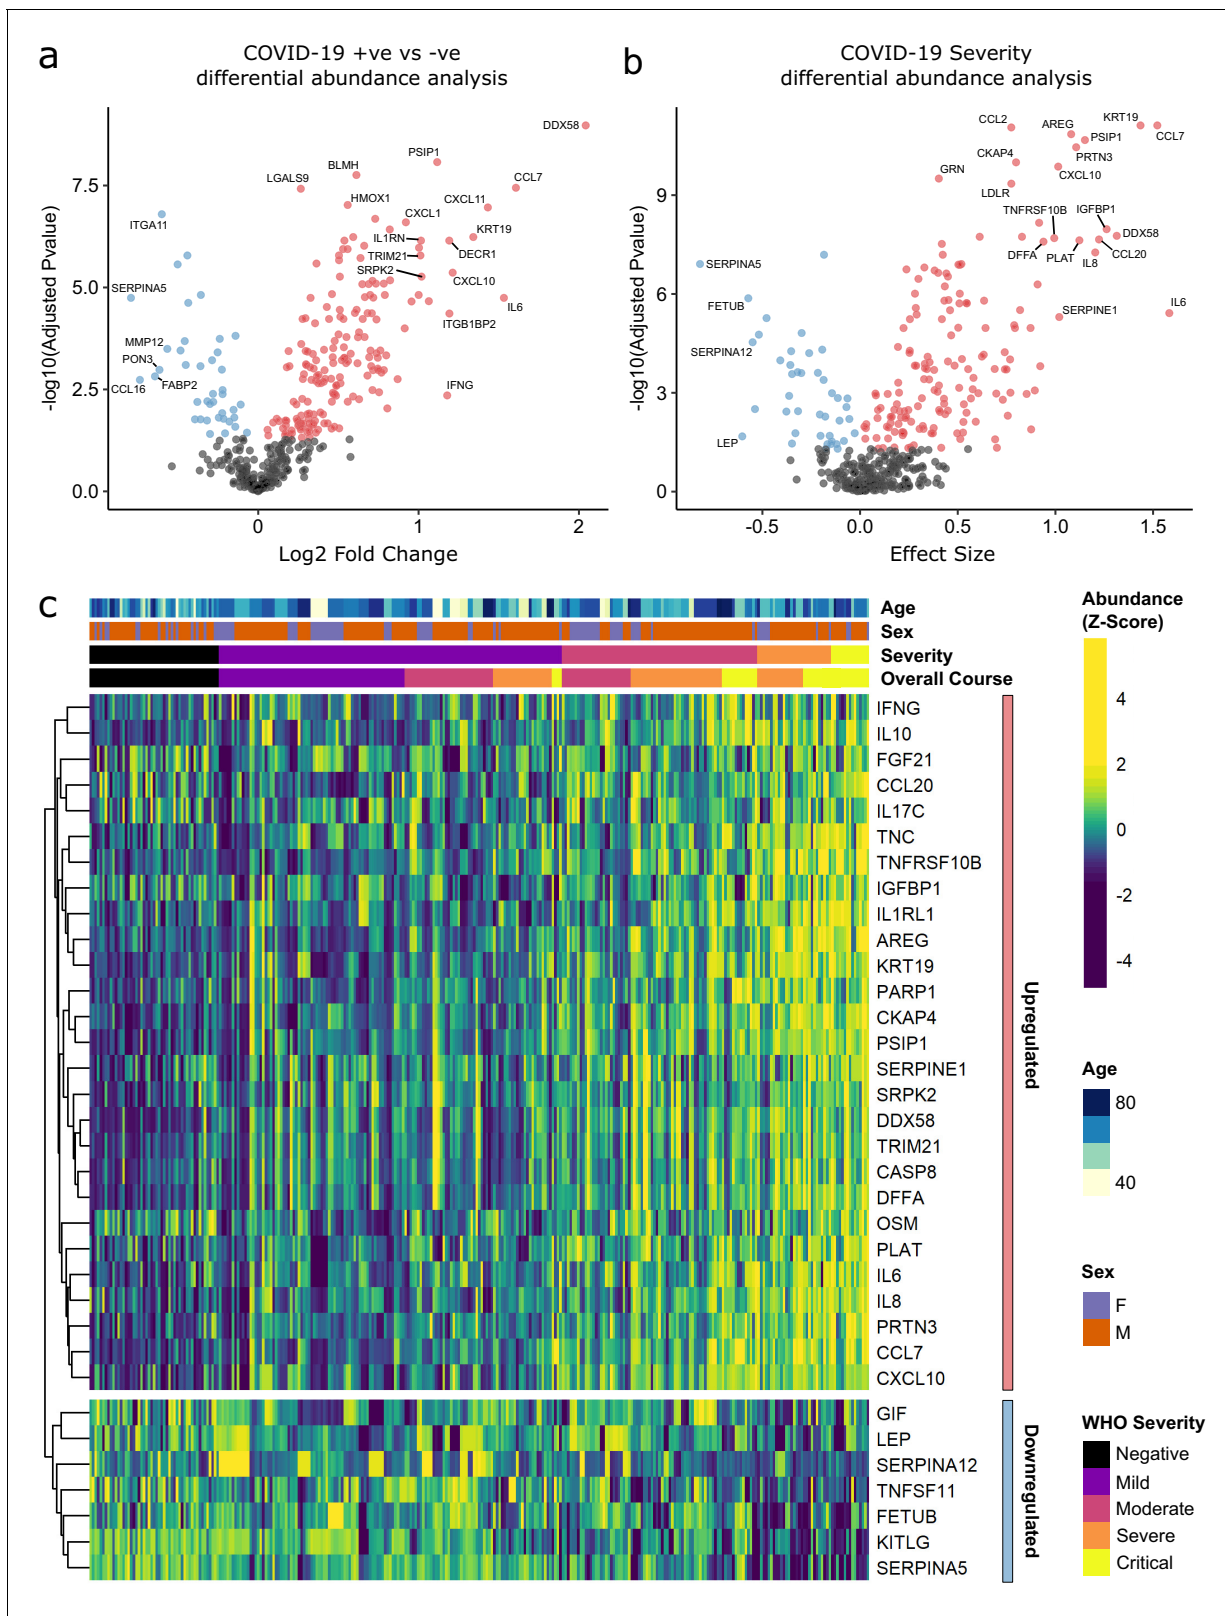 a
COVID-19 +ve vs -ve
differential abundance analysis
DDX58
PSIP1
BLMH
LGALS9
CCL7
HMOX1
CXCL11
ITGA11
CXCL1
KRT19
IL1RN
DECR1
TRIM21
SRPK2
CXCL10
SERPINA5
IL6
ITGB1BP2
MMP12
PON3
CCL16
FABP2
IFNG
7.5
5.0
2.5
0.0
-log10(Adjusted Pvalue)
0
1
2
Log2 Fold Change
b
COVID-19 Severity
differential abundance analysis
CCL2
AREG
KRT19
PSIP1
CCL7
PRTN3
CKAP4
CXCL10
GRN
LDLR
TNFRSF10B
IGFBP1
DDX58
DFFA
PLAT
IL8
CCL20
SERPINA5
FETUB
SERPINE1
IL6
SERPINA12
LEP
9
6
3
0
-log10(Adjusted Pvalue)
-0.5
0.0
0.5
1.0
1.5
Effect Size
c
Age
Sex
Severity
Overall Course
IFNG
IL10
FGF21
CCL20
IL17C
TNC
TNFRSF10B
IGFBP1
IL1RL1
AREG
KRT19
PARP1
CKAP4
PSIP1
SERPINE1
SRPK2
DDX58
TRIM21
CASP8
DFFA
OSM
PLAT
IL6
IL8
PRTN3
CCL7
CXCL10
GIF
LEP
SERPINA12
TNFSF11
FETUB
KITLG
SERPINA5
Upregulated
Downregulated
Abundance
(Z-Score)
4
2
0
-2
-4
Age
80
40
Sex
F
M
WHO Severity
Negative
Mild
Moderate
Severe
Critical